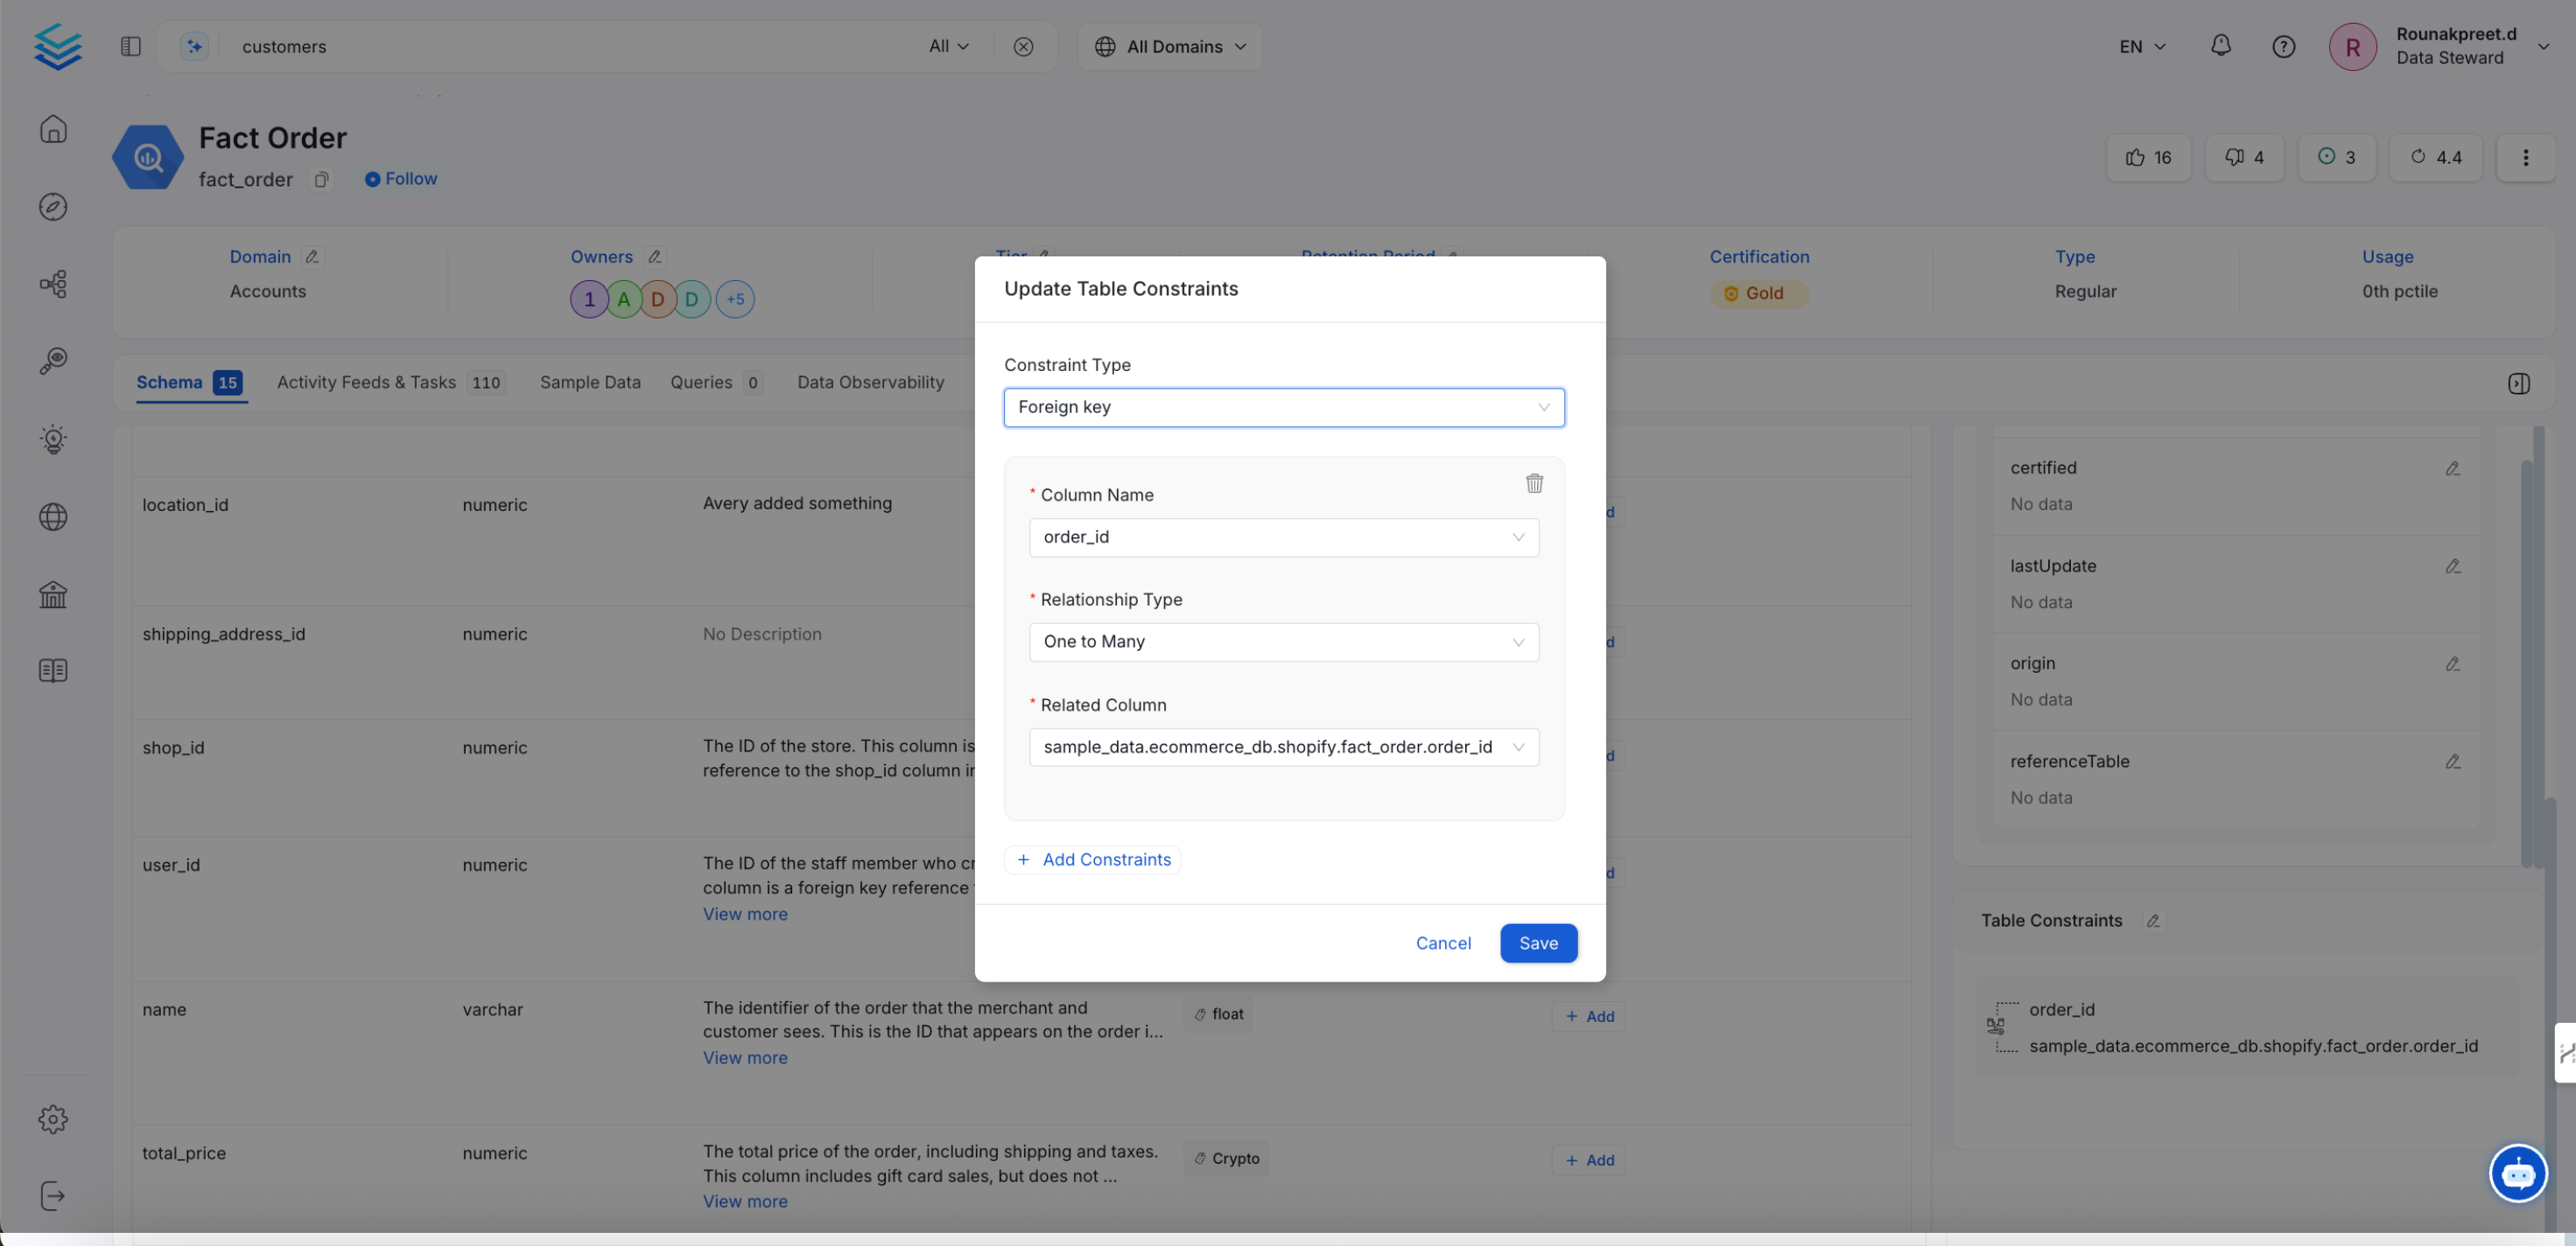 customers
All
All Domains
EN
R
Rounakpreet.d
Data Steward
Fact Order
fact_order
Follow
16
4
3
4.4
Domain
Accounts
Owners
1 A D D +5
Tier
Retention Period
Certification
Gold
Type
Regular
Usage
0th pctile
Schema 15
Activity Feeds & Tasks 110
Sample Data
Queries 0
Data Observability
location_id
numeric
Avery added something
shipping_address_id
numeric
No Description
shop_id
numeric
The ID of the store. This column is
reference to the shop_id column
user_id
numeric
The ID of the staff member who
column is a foreign key reference
View more
name
varchar
The identifier of the order that the merchant and
customer sees. This is the ID that appears on the order i...
View more
float
+ Add
total_price
numeric
The total price of the order, including shipping and taxes.
This column includes gift card sales, but does not ...
View more
Crypto
+ Add
Update Table Constraints
Constraint Type
Foreign key
* Column Name
order_id
* Relationship Type
One to Many
* Related Column
sample_data.ecommerce_db.shopify.fact_order.order_id
+ Add Constraints
Cancel
Save
certified
No data
lastUpdate
No data
origin
No data
referenceTable
No data
Table Constraints
order_id
sample_data.ecommerce_db.shopify.fact_order.order_id